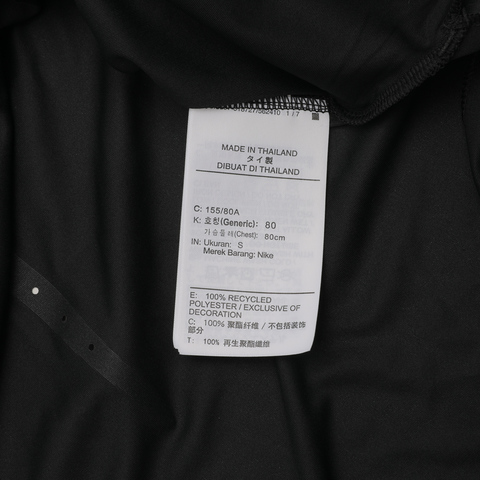 1 / 7
MADE IN THAILAND
タイ製
DIBUAT DI THAILAND
C: 155/80A
K: 호칭(Generic): 80
가슴둘레(Chest): 80cm
IN: Ukuran: S
Merek Barang: Nike
E: 100% RECYCLED
POLYESTER / EXCLUSIVE OF
DECORATION
C: 100% 聚酯纤维 / 不包括装饰
部分
T: 100% 再生聚酯纖維